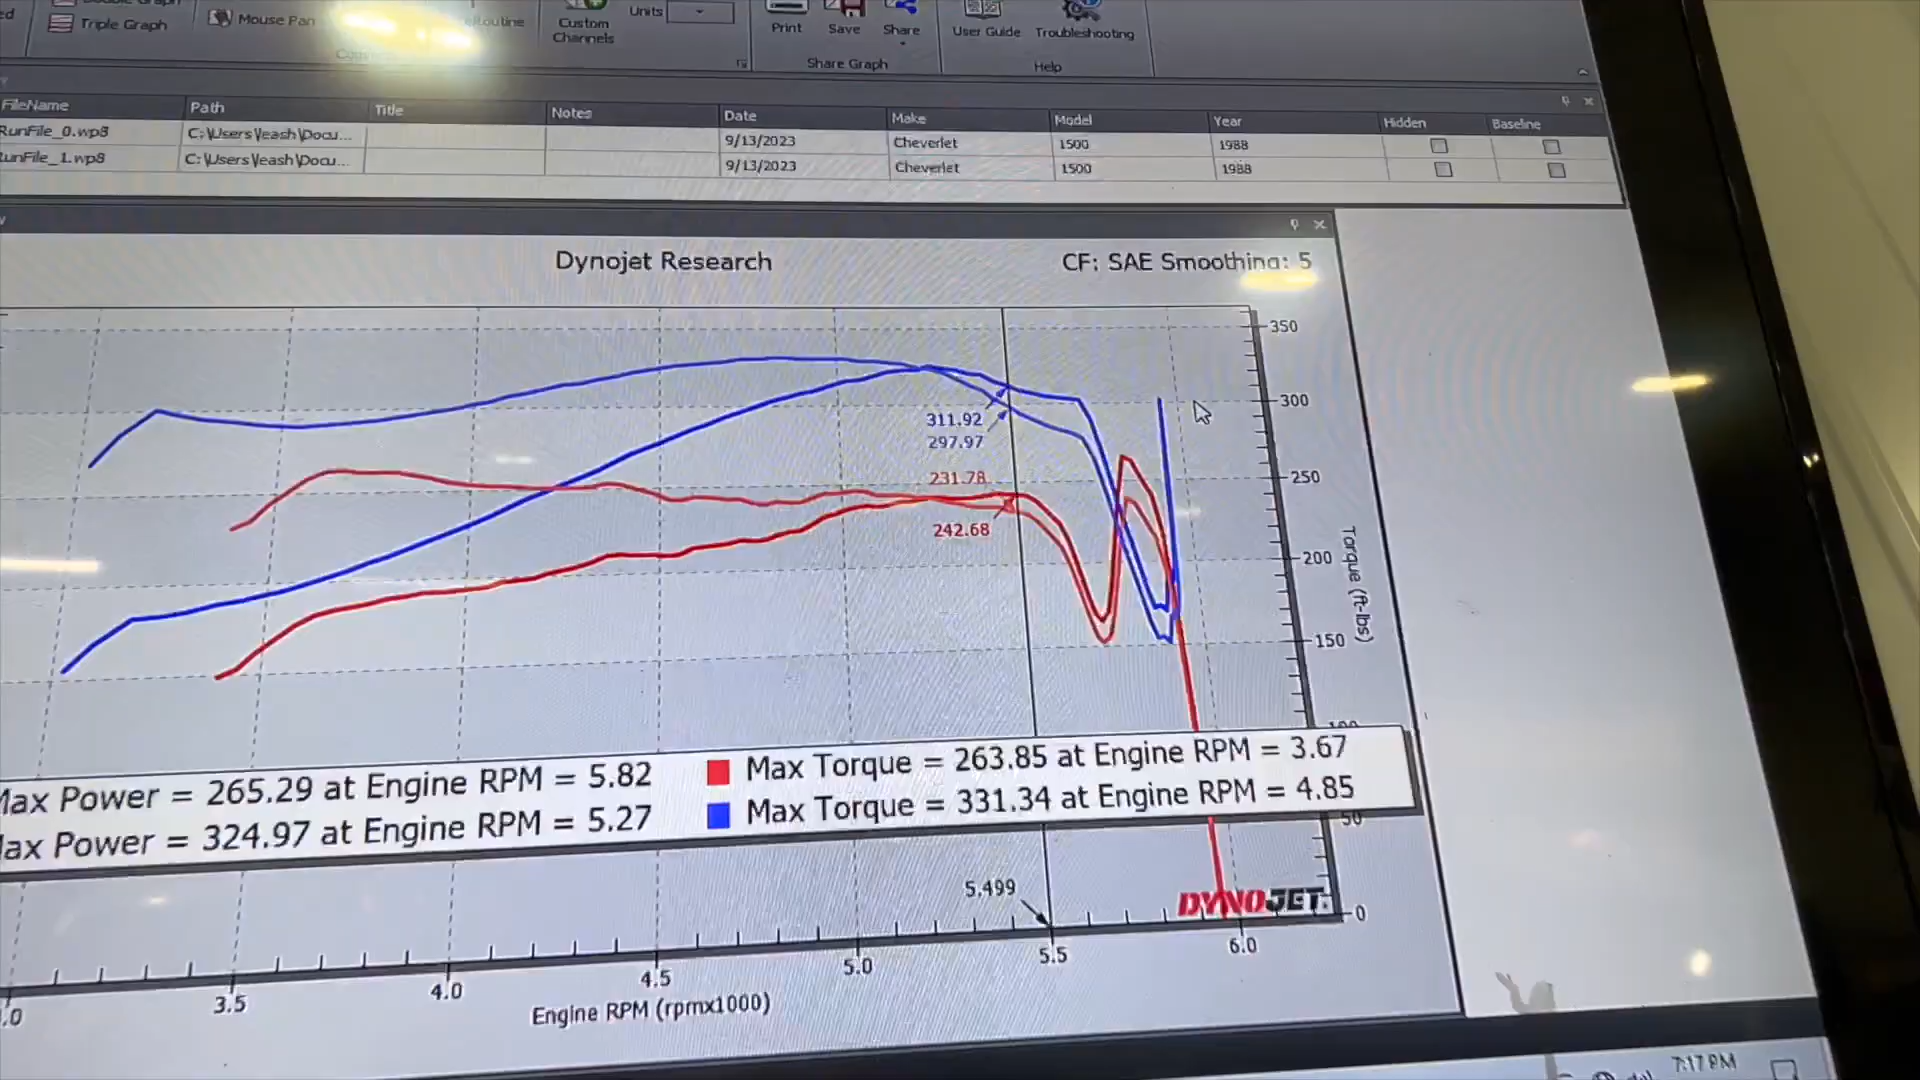 Triple Graph
Mouse Pan
Custom
Channels
Units
Print
Save
Share
User Guide
Troubleshooting
Share Graph
Help
FileName Path Title Notes Date Make Model Year Hidden Baseline
RunFile_0.wp8 C:\Users\eash\Docu... 9/13/2023 Cheverlet 1500 1988
RunFile_1.wp8 C:\Users\eash\Docu... 9/13/2023 Cheverlet 1500 1988
Dynojet Research
CF: SAE Smoothing: 5
350
300
311.92
297.97
231.78
250
242.68
200
Torque (ft-lbs)
150
100
Max Power = 265.29 at Engine RPM = 5.82 Max Torque = 263.85 at Engine RPM = 3.67
Max Power = 324.97 at Engine RPM = 5.27 Max Torque = 331.34 at Engine RPM = 4.85
50
5.499
DYNOJET
0
.0 3.5 4.0 4.5 5.0 5.5 6.0
Engine RPM (rpmx1000)
7:17 PM